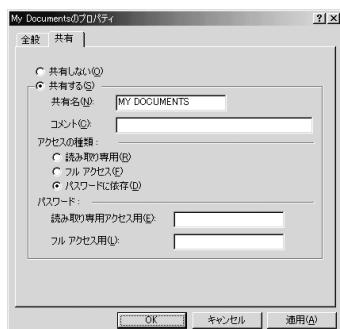 My Documentsのプロパティ
全般 共有
共有しない(O)
共有する(S)
共有名(N): MY DOCUMENTS
コメント(C):
アクセスの種類:
読み取り専用(R)
フル アクセス(F)
パスワードに依存(D)
パスワード:
読み取り専用アクセス用(E):
フル アクセス用(L):
OK キャンセル 適用(A)